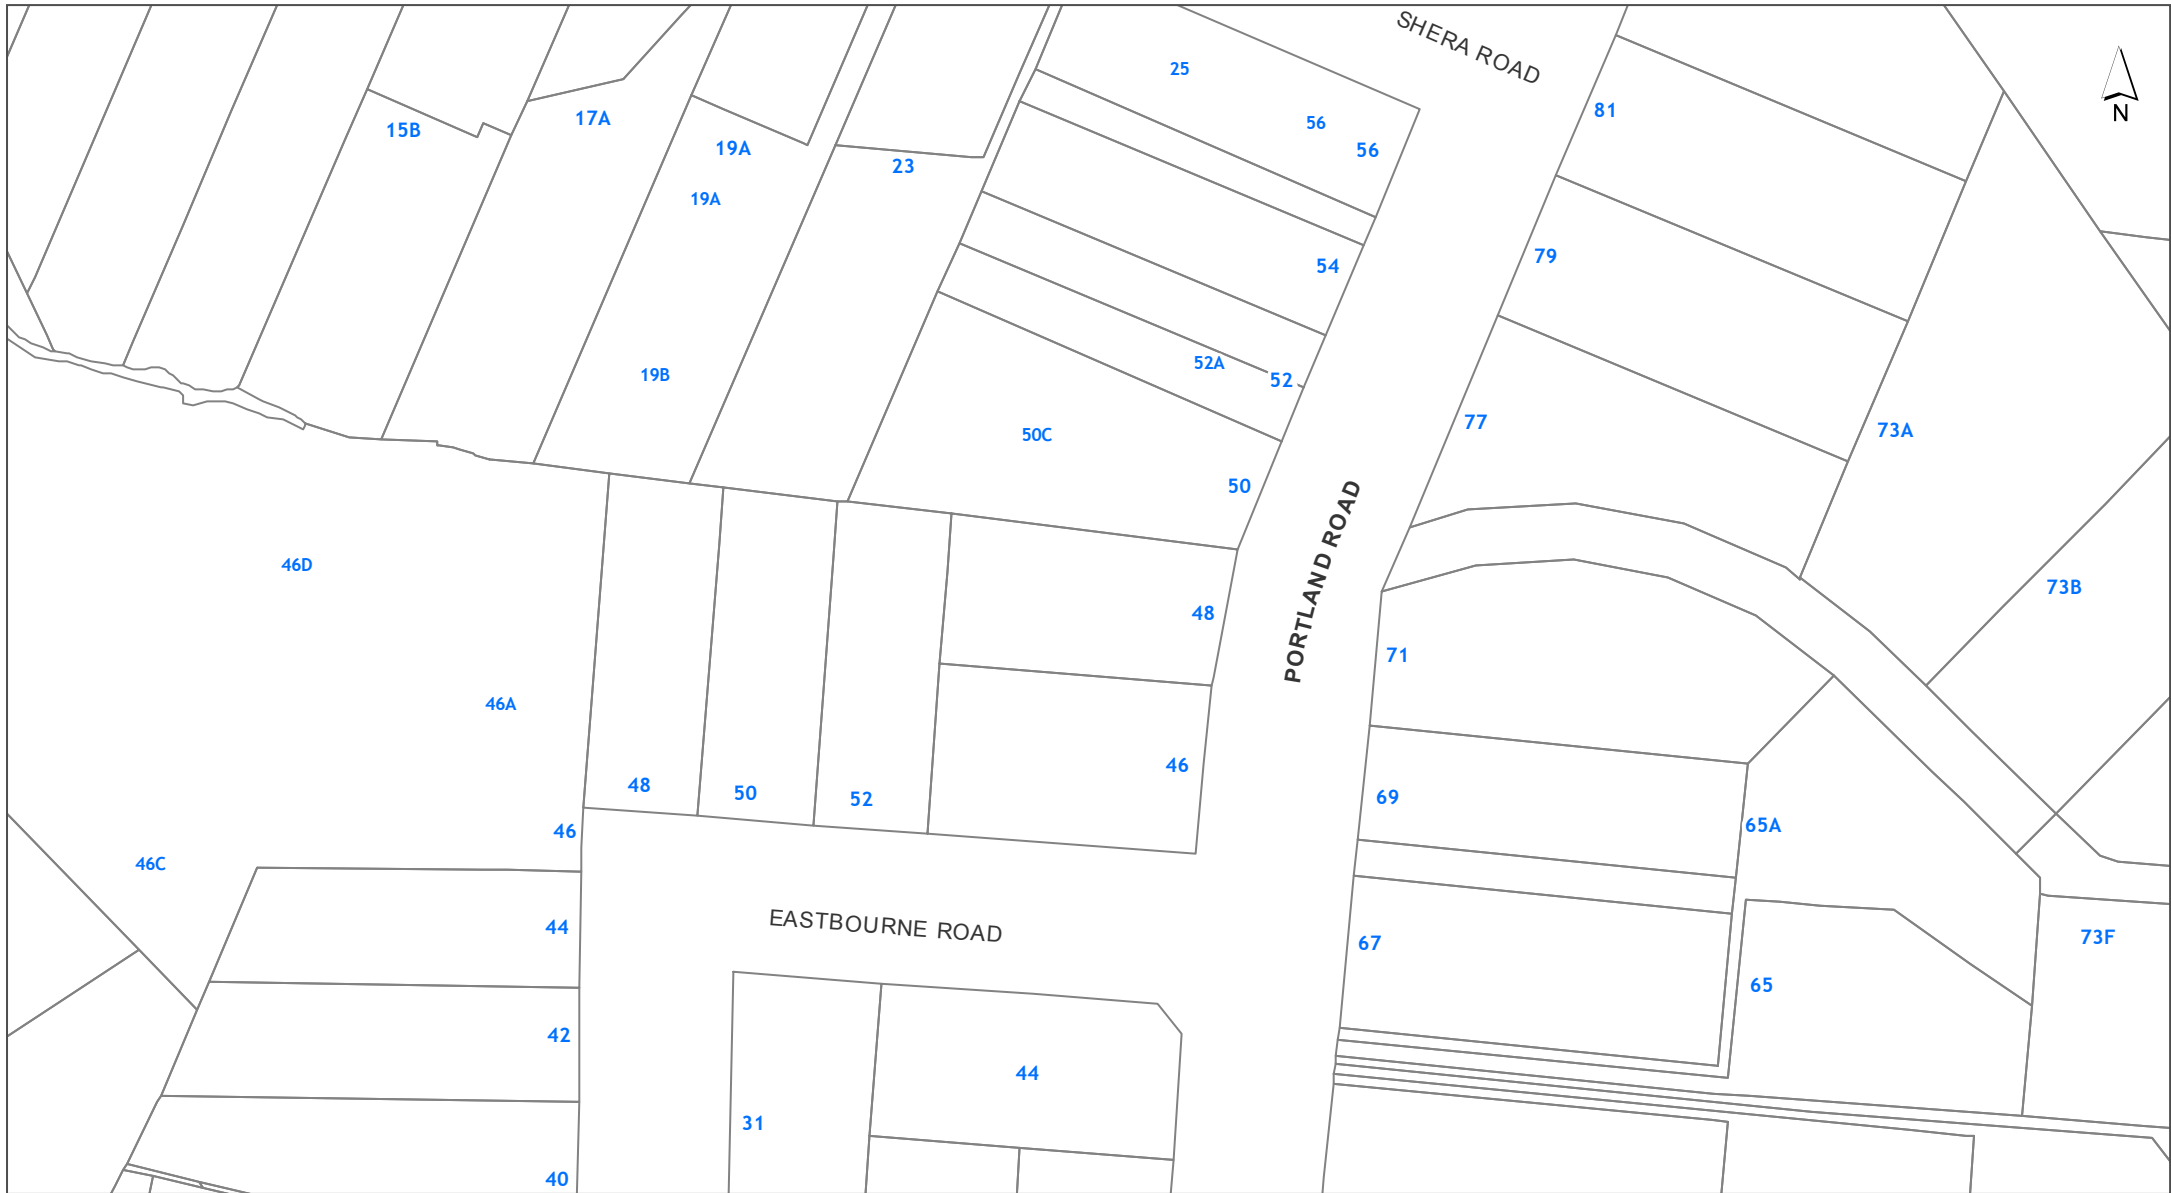 SHERA ROAD
25
81
N
17A
56
15B
19A
56
23
19A
79
54
52A
19B
52
77
73A
50C
50
PORTLAND ROAD
46D
73B
48
71
46A
46
48
50
52
69
65A
46
46C
44
EASTBOURNE ROAD
67
73F
65
42
44
31
40